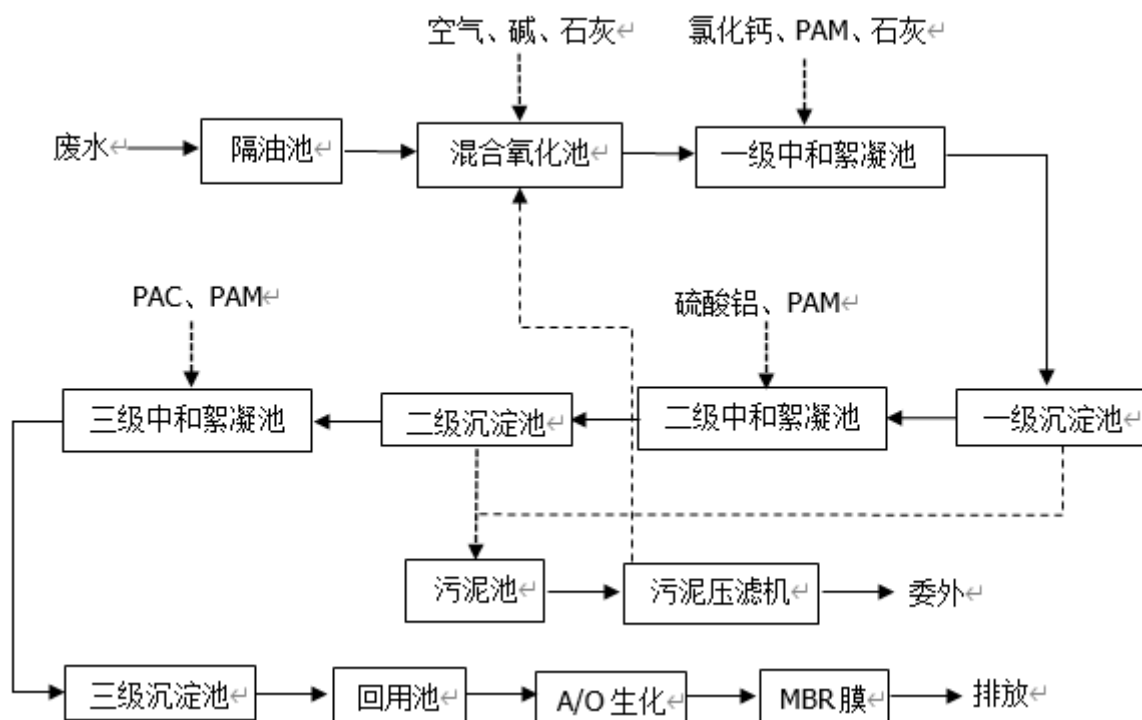 空气、碱、石灰↵
氯化钙、PAM、石灰↵
废水↵
隔油池↵
混合氧化池↵
一级中和絮凝池↵
PAC、PAM↵
硫酸铝、PAM↵
三级中和絮凝池↵
二级沉淀池↵
二级中和絮凝池↵
一级沉淀池↵
污泥池↵
污泥压滤机↵
委外↵
三级沉淀池↵
回用池↵
A/O 生化↵
MBR 膜↵
排放↵